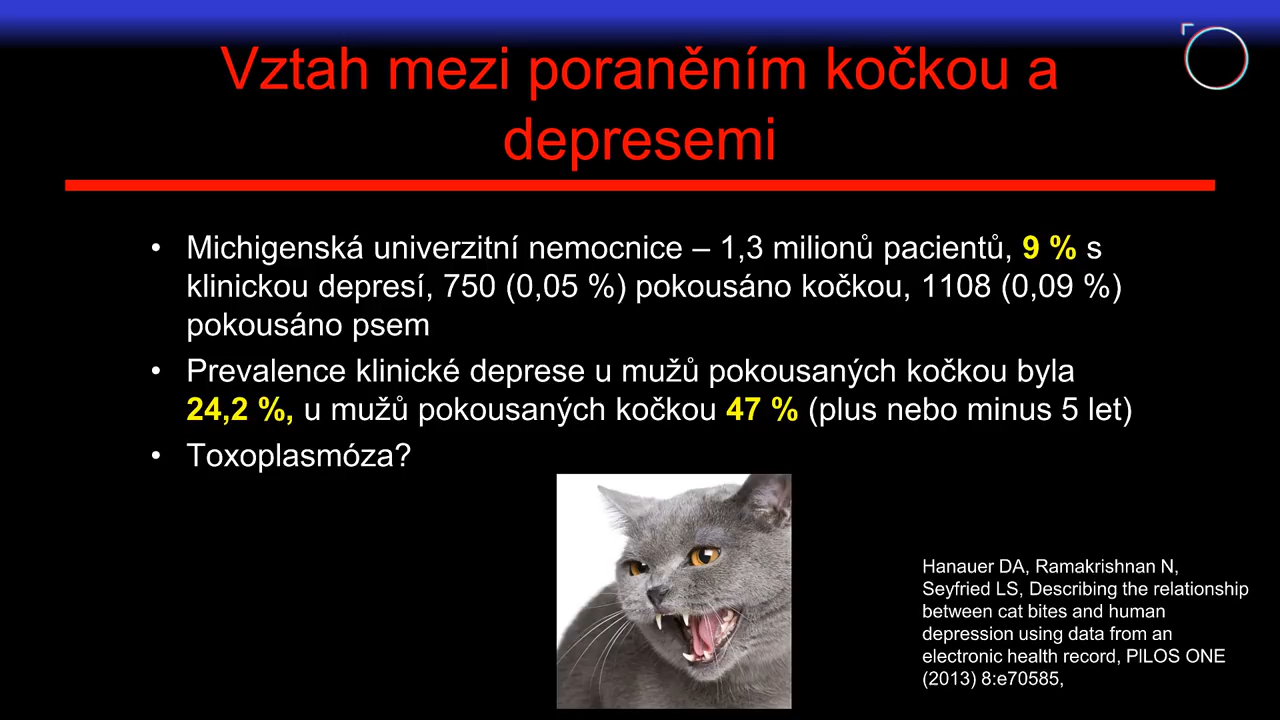 Vztah mezi poraněním kočkou a
depresemi
• Michigenská univerzitní nemocnice – 1,3 milionů pacientů, 9 % s
klinickou depresí, 750 (0,05 %) pokousáno kočkou, 1108 (0,09 %)
pokousáno psem
• Prevalence klinické deprese u mužů pokousaných kočkou byla
24,2 %, u mužů pokousaných kočkou 47 % (plus nebo minus 5 let)
• Toxoplasmóza?
Hanauer DA, Ramakrishnan N,
Seyfried LS, Describing the relationship
between cat bites and human
depression using data from an
electronic health record, PlLOS ONE
(2013) 8:e70585,